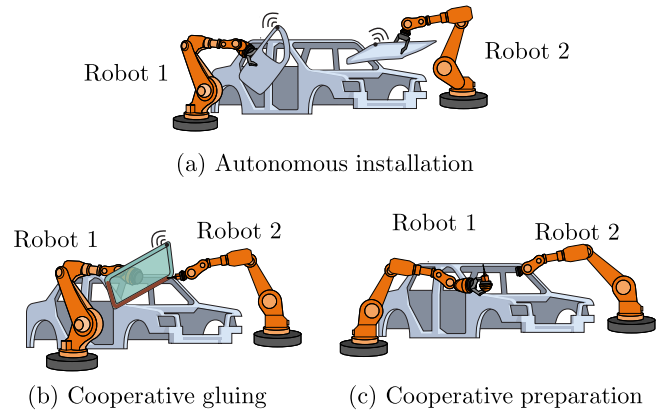 Robot 1
Robot 2
(a) Autonomous installation
Robot 1
Robot 2
(b) Cooperative gluing
Robot 1
Robot 2
(c) Cooperative preparation